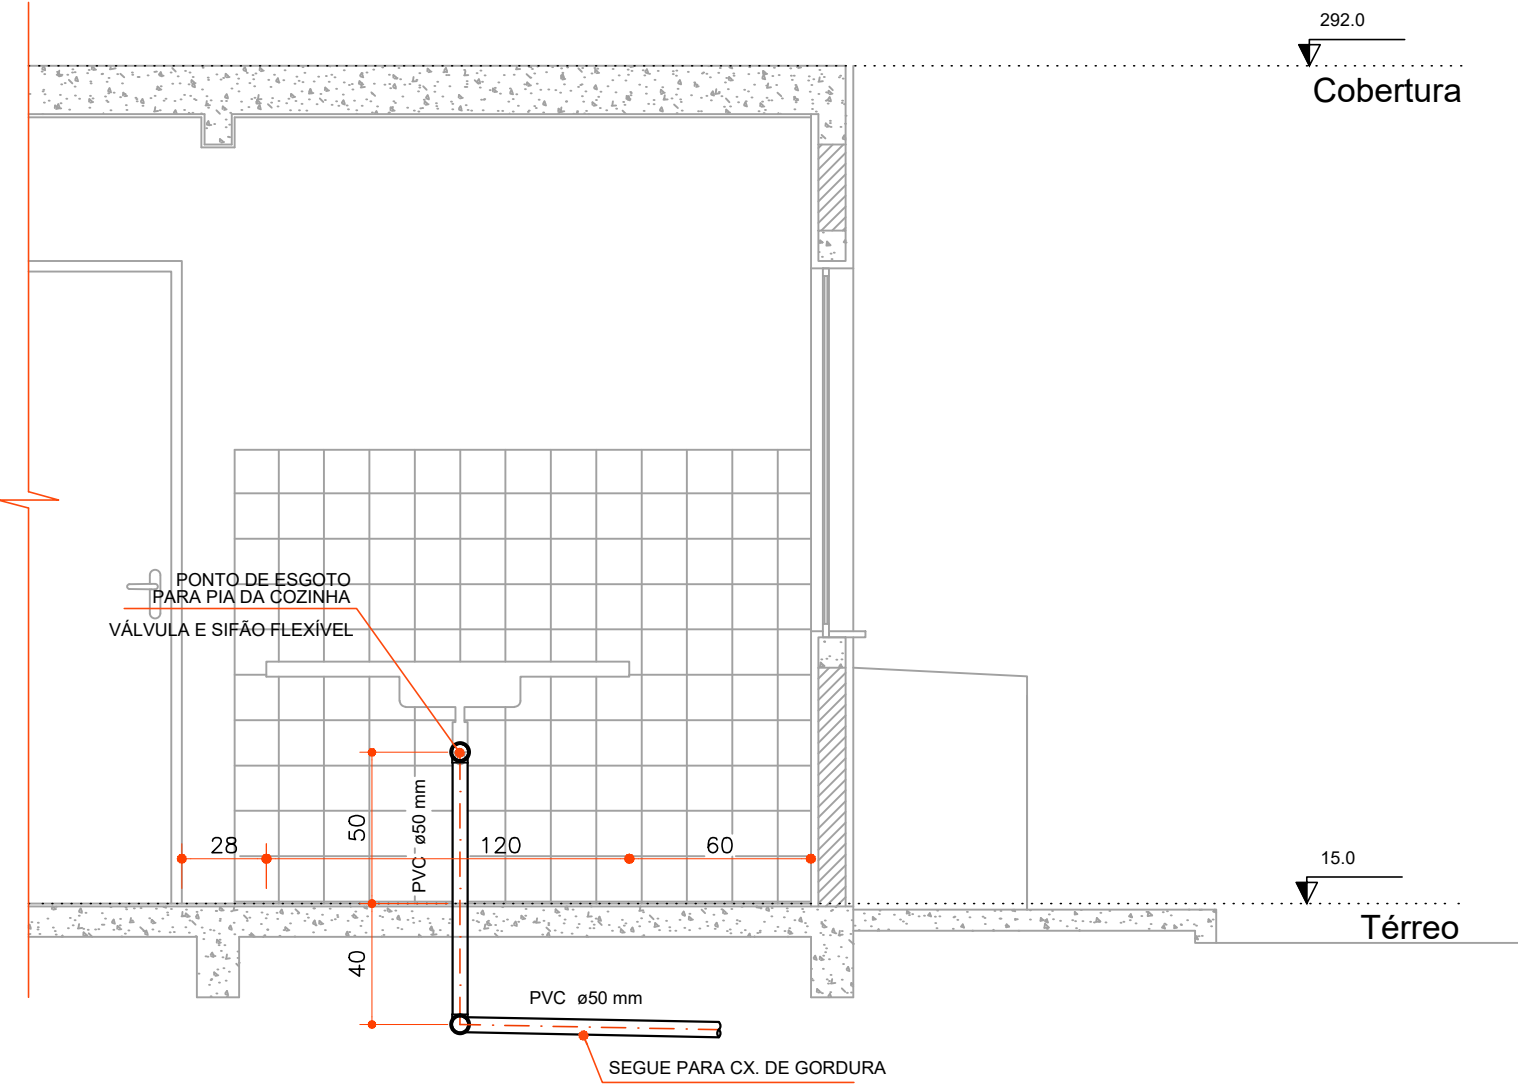 292.0
Cobertura
PONTO DE ESGOTO
PARA PIA DA COZINHA
VÁLVULA E SIFÃO FLEXÍVEL
50
PVC ø50 mm
28
120
60
15.0
Térreo
40
PVC ø50 mm
SEGUE PARA CX. DE GORDURA